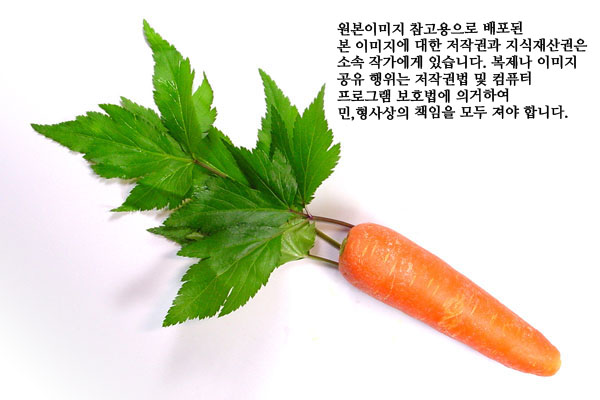 원본이미지 참고용으로 배포된
본 이미지에 대한 저작권과 지식재산권은
소속 작가에게 있습니다. 복제나 이미지
공유 행위는 저작권법 및 컴퓨터
프로그램 보호법에 의거하여
민,형사상의 책임을 모두 져야 합니다.